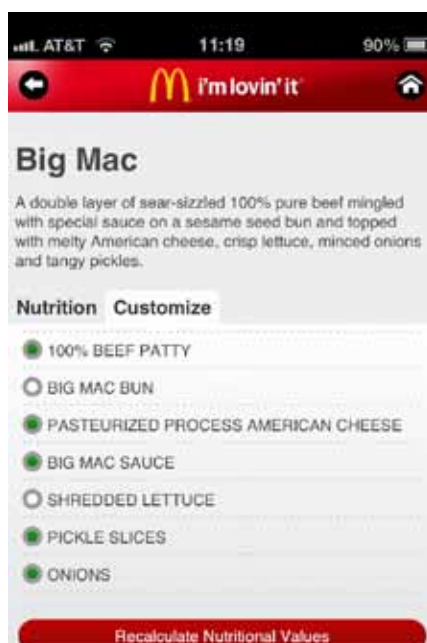 AT&T 11:19 90%
i'm lovin' it
Big Mac
A double layer of sear-sizzled 100% pure beef mingled
with special sauce on a sesame seed bun and topped
with melty American cheese, crisp lettuce, minced onions
and tangy pickles.
Nutrition Customize
100% BEEF PATTY
BIG MAC BUN
PASTEURIZED PROCESS AMERICAN CHEESE
BIG MAC SAUCE
SHREDDED LETTUCE
PICKLE SLICES
ONIONS
Recalculate Nutritional Values